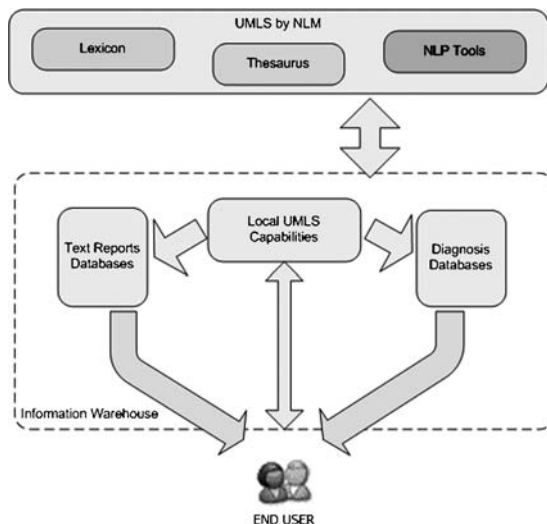 UMLS by NLM
Lexicon
Thesaurus
NLP Tools
Local UMLS
Capabilities
Text Reports
Databases
Diagnosis
Databases
Information Warehouse
END USER